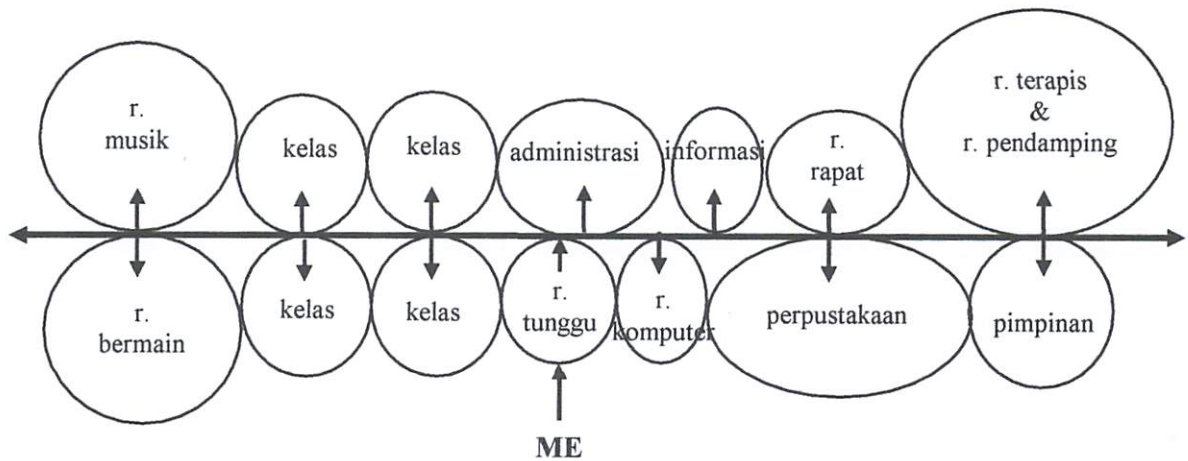 r.
musik
kelas
kelas
administrasi
informasi
r.
rapat
r. terapis
&
r. pendamping
r.
bermain
kelas
kelas
r.
tunggu
r.
komputer
perpustakaan
pimpinan
ME